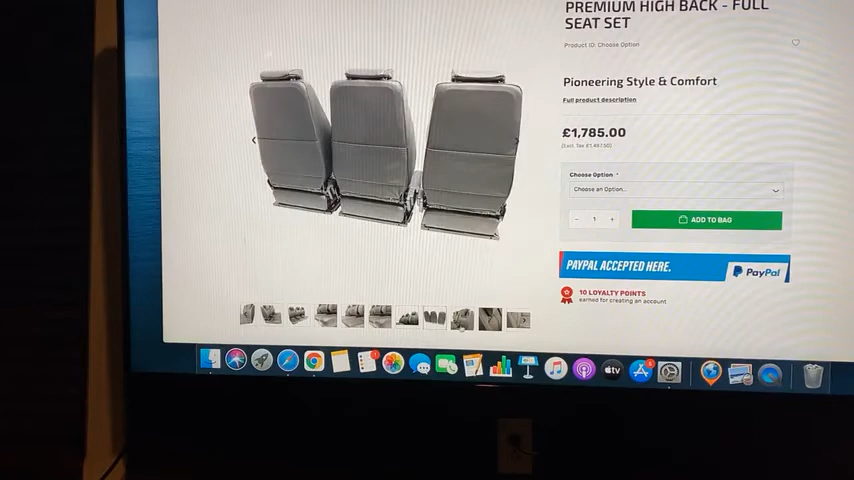 PREMIUM HIGH BACK - FULL
SEAT SET
Product ID: Choose Option
Pioneering Style & Comfort
Full product description
£1,785.00
Choose Option *
Choose an Option...
- 1 +
ADD TO BAG
PAYPAL ACCEPTED HERE.
PayPal
10 LOYALTY POINTS
earned for creating an account
tv